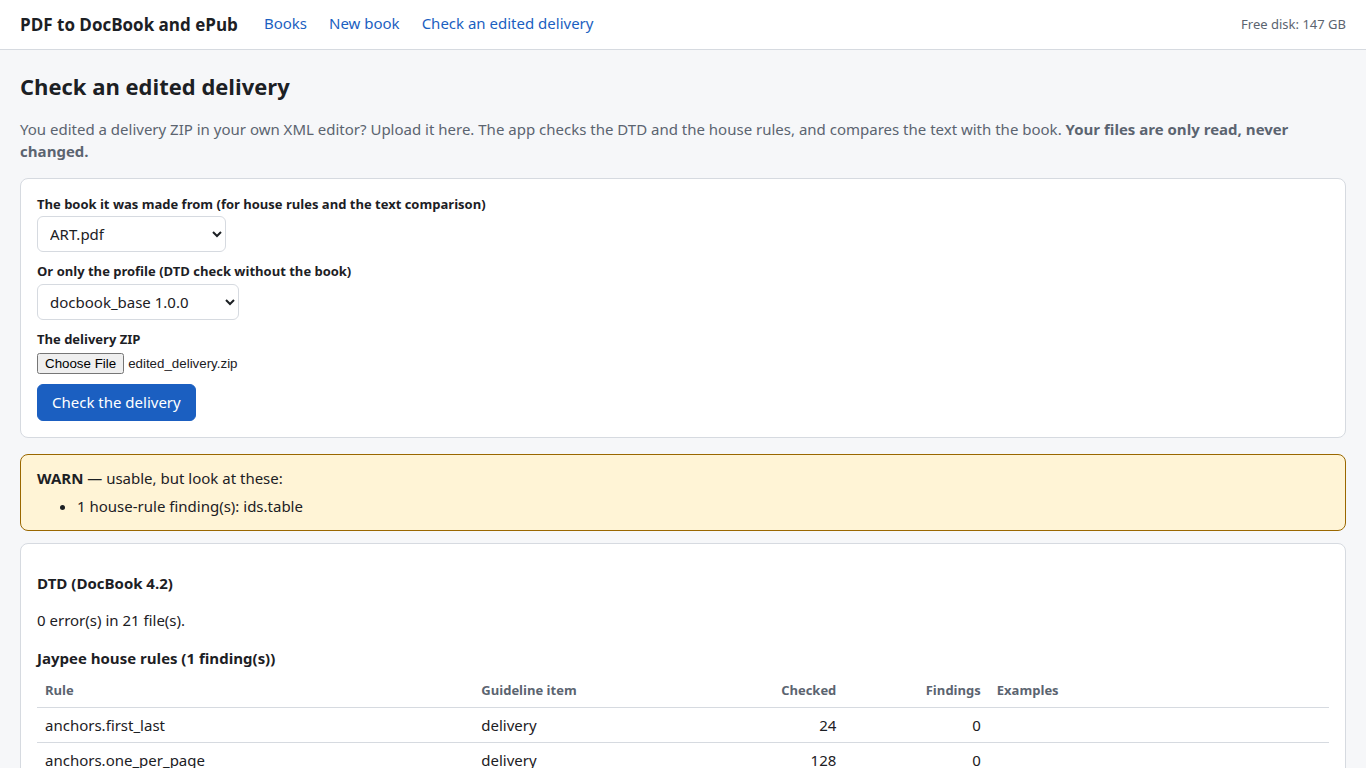 PDF to DocBook and ePub Books New book Check an edited delivery Free disk: 147 GB
Check an edited delivery
You edited a delivery ZIP in your own XML editor? Upload it here. The app checks the DTD and the house rules, and compares the text with the book. Your files are only read, never
changed.
The book it was made from (for house rules and the text comparison)
ART.pdf
Or only the profile (DTD check without the book)
docbook_base 1.0.0
The delivery ZIP
Choose File edited_delivery.zip
Check the delivery
WARN — usable, but look at these:
• 1 house-rule finding(s): ids.table
DTD (DocBook 4.2)
0 error(s) in 21 file(s).
Jaypee house rules (1 finding(s))
Rule Guideline item Checked Findings Examples
anchors.first_last delivery 24 0
anchors.one_per_page delivery 128 0